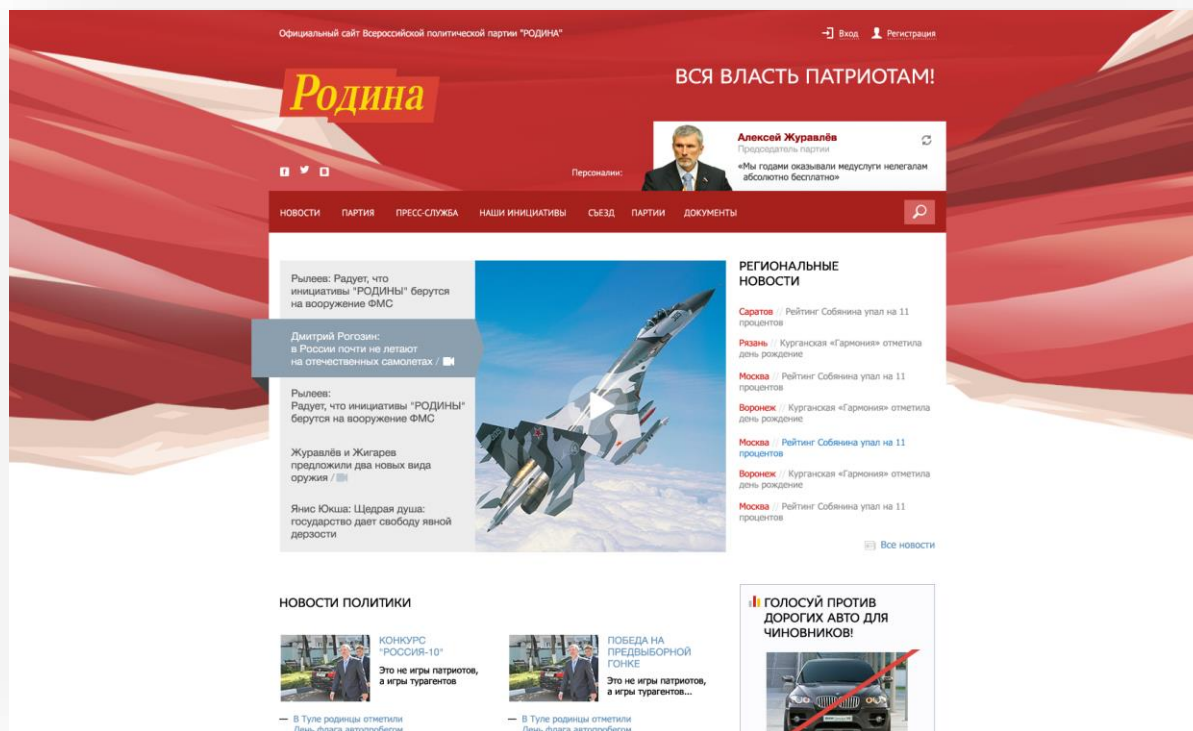 Официальный сайт Всероссийской политической партии "РОДИНА"
Вход
Регистрация
Родина
ВСЯ ВЛАСТЬ ПАТРИОТАМ!
Персоналии:
Алексей Журавлёв
Председатель партии
«Мы годами оказывали медуслуги нелегалам
абсолютно бесплатно»
НОВОСТИ ПАРТИЯ ПРЕСС-СЛУЖБА НАШИ ИНИЦИАТИВЫ СЪЕЗД ПАРТИИ ДОКУМЕНТЫ
Рылеев: Радует, что
инициативы "РОДИНЫ" берутся
на вооружение ФМС
Дмитрий Рогозин:
в России почти не летают
на отечественных самолетах /
Рылеев:
Радует, что инициативы "РОДИНЫ"
берутся на вооружение ФМС
Журавлёв и Жигарев
предложили два новых вида
оружия /
Янис Юкша: Щедрая душа:
государство дает свободу явной
дерзости
РЕГИОНАЛЬНЫЕ
НОВОСТИ
Саратов // Рейтинг Собянина упал на 11
процентов
Рязань // Курганская «Гармония» отметила
день рождение
Москва // Рейтинг Собянина упал на 11
процентов
Воронеж // Курганская «Гармония» отметила
день рождение
Москва // Рейтинг Собянина упал на 11
процентов
Воронеж // Курганская «Гармония» отметила
день рождение
Москва // Рейтинг Собянина упал на 11
процентов
Все новости
НОВОСТИ ПОЛИТИКИ
КОНКУРС
"РОССИЯ-10"
Это не игры патриотов,
а игры турагентов
— В Туле родинцы отметили
День флага автопробегом
ПОБЕДА НА
ПРЕДВЫБОРНОЙ
ГОНКЕ
Это не игры патриотов,
а игры турагентов...
— В Туле родинцы отметили
День флага автопробегом
ГОЛОСУЙ ПРОТИВ
ДОРОГИХ АВТО ДЛЯ
ЧИНОВНИКОВ!